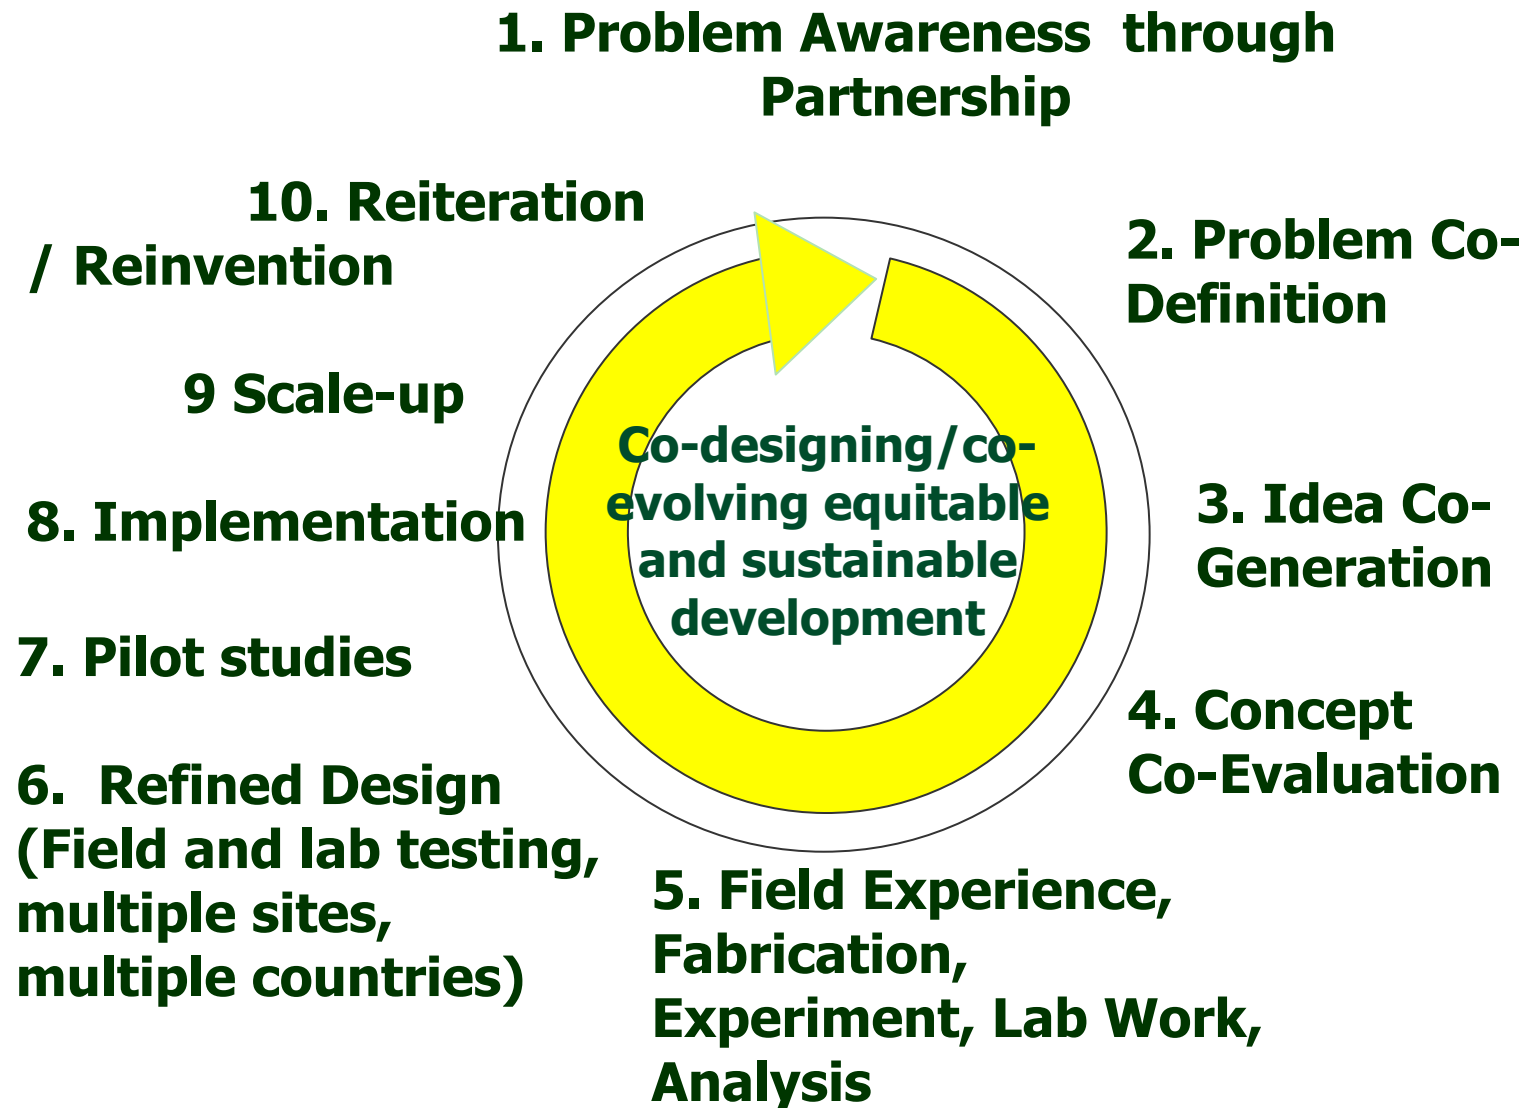 1. Problem Awareness  through
Partnership
2. Problem Co-
Definition
3. Idea Co-
Generation
4. Concept
Co-Evaluation
5. Field Experience,
Fabrication,
Experiment, Lab Work,
Analysis
6.  Refined Design
(Field and lab testing,
multiple sites,
multiple countries)
7. Pilot studies
8. Implementation
9 Scale-up
10. Reiteration
/ Reinvention
Co-designing/co-
evolving equitable
and sustainable
development